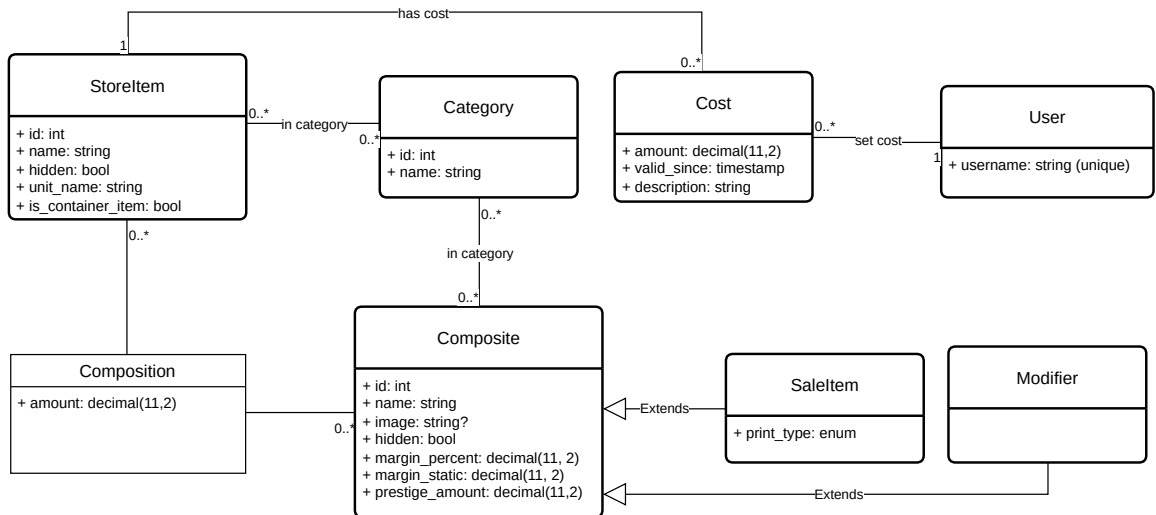 has cost
1
0..*
StoreItem
+ id: int
+ name: string
+ hidden: bool
+ unit_name: string
+ is_container_item: bool
0..*
in category
0..*
Category
+ id: int
+ name: string
Cost
+ amount: decimal(11,2)
+ valid_since: timestamp
+ description: string
0..*
set cost
1
User
+ username: string (unique)
0..*
0..*
in category
0..*
Composition
+ amount: decimal(11,2)
0..*
Composite
+ id: int
+ name: string
+ image: string?
+ hidden: bool
+ margin_percent: decimal(11, 2)
+ margin_static: decimal(11, 2)
+ prestige_amount: decimal(11,2)
Extends
SaleItem
+ print_type: enum
Modifier
Extends